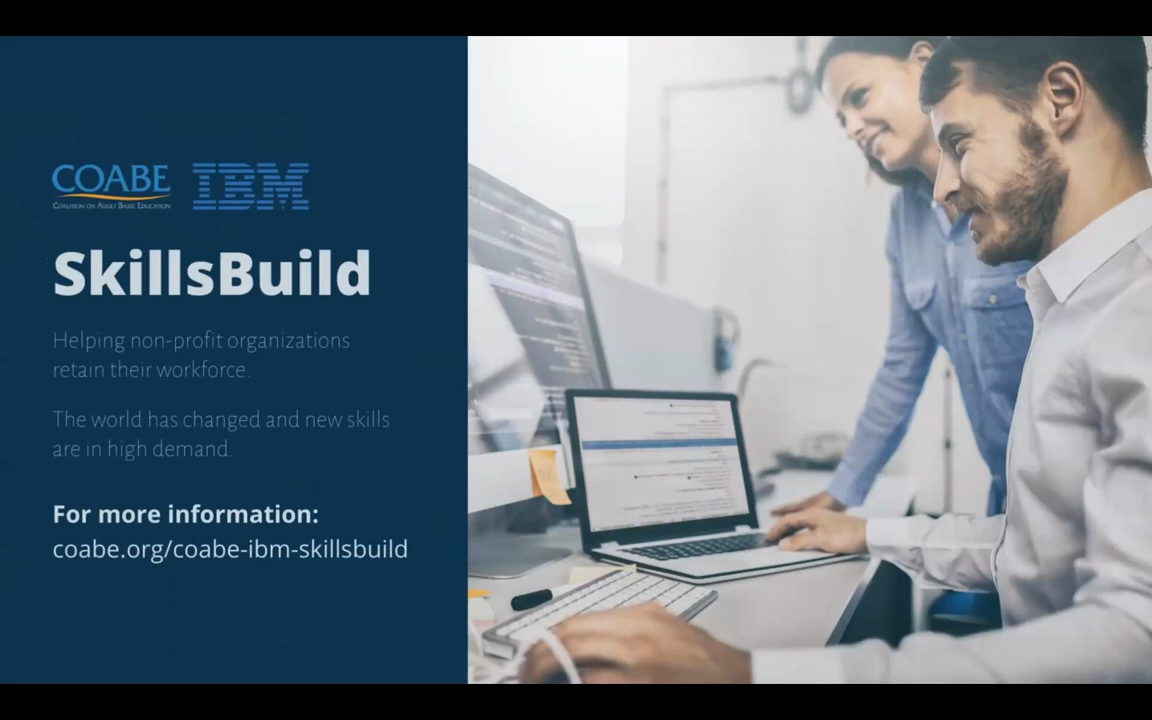 COABE IBM
COALITION ON ADULT BASIC EDUCATION
SkillsBuild
Helping non-profit organizations
retain their workforce.
The world has changed and new skills
are in high demand.
For more information:
coabe.org/coabe-ibm-skillsbuild